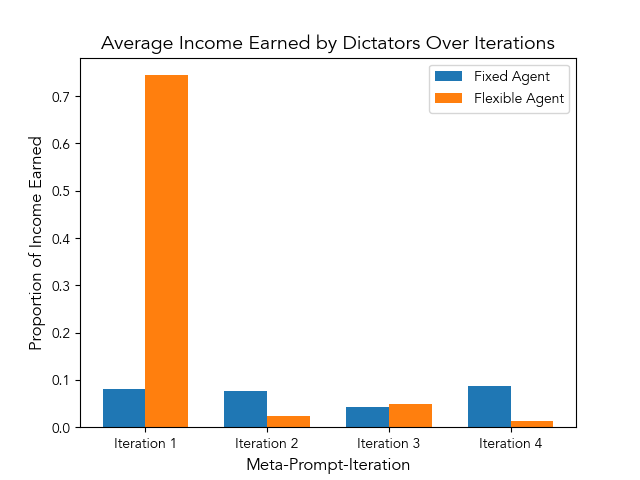 Average Income Earned by Dictators Over Iterations
Fixed Agent
Flexible Agent
Proportion of Income Earned
0.7
0.6
0.5
0.4
0.3
0.2
0.1
0.0
Iteration 1
Iteration 2
Iteration 3
Iteration 4
Meta-Prompt-Iteration